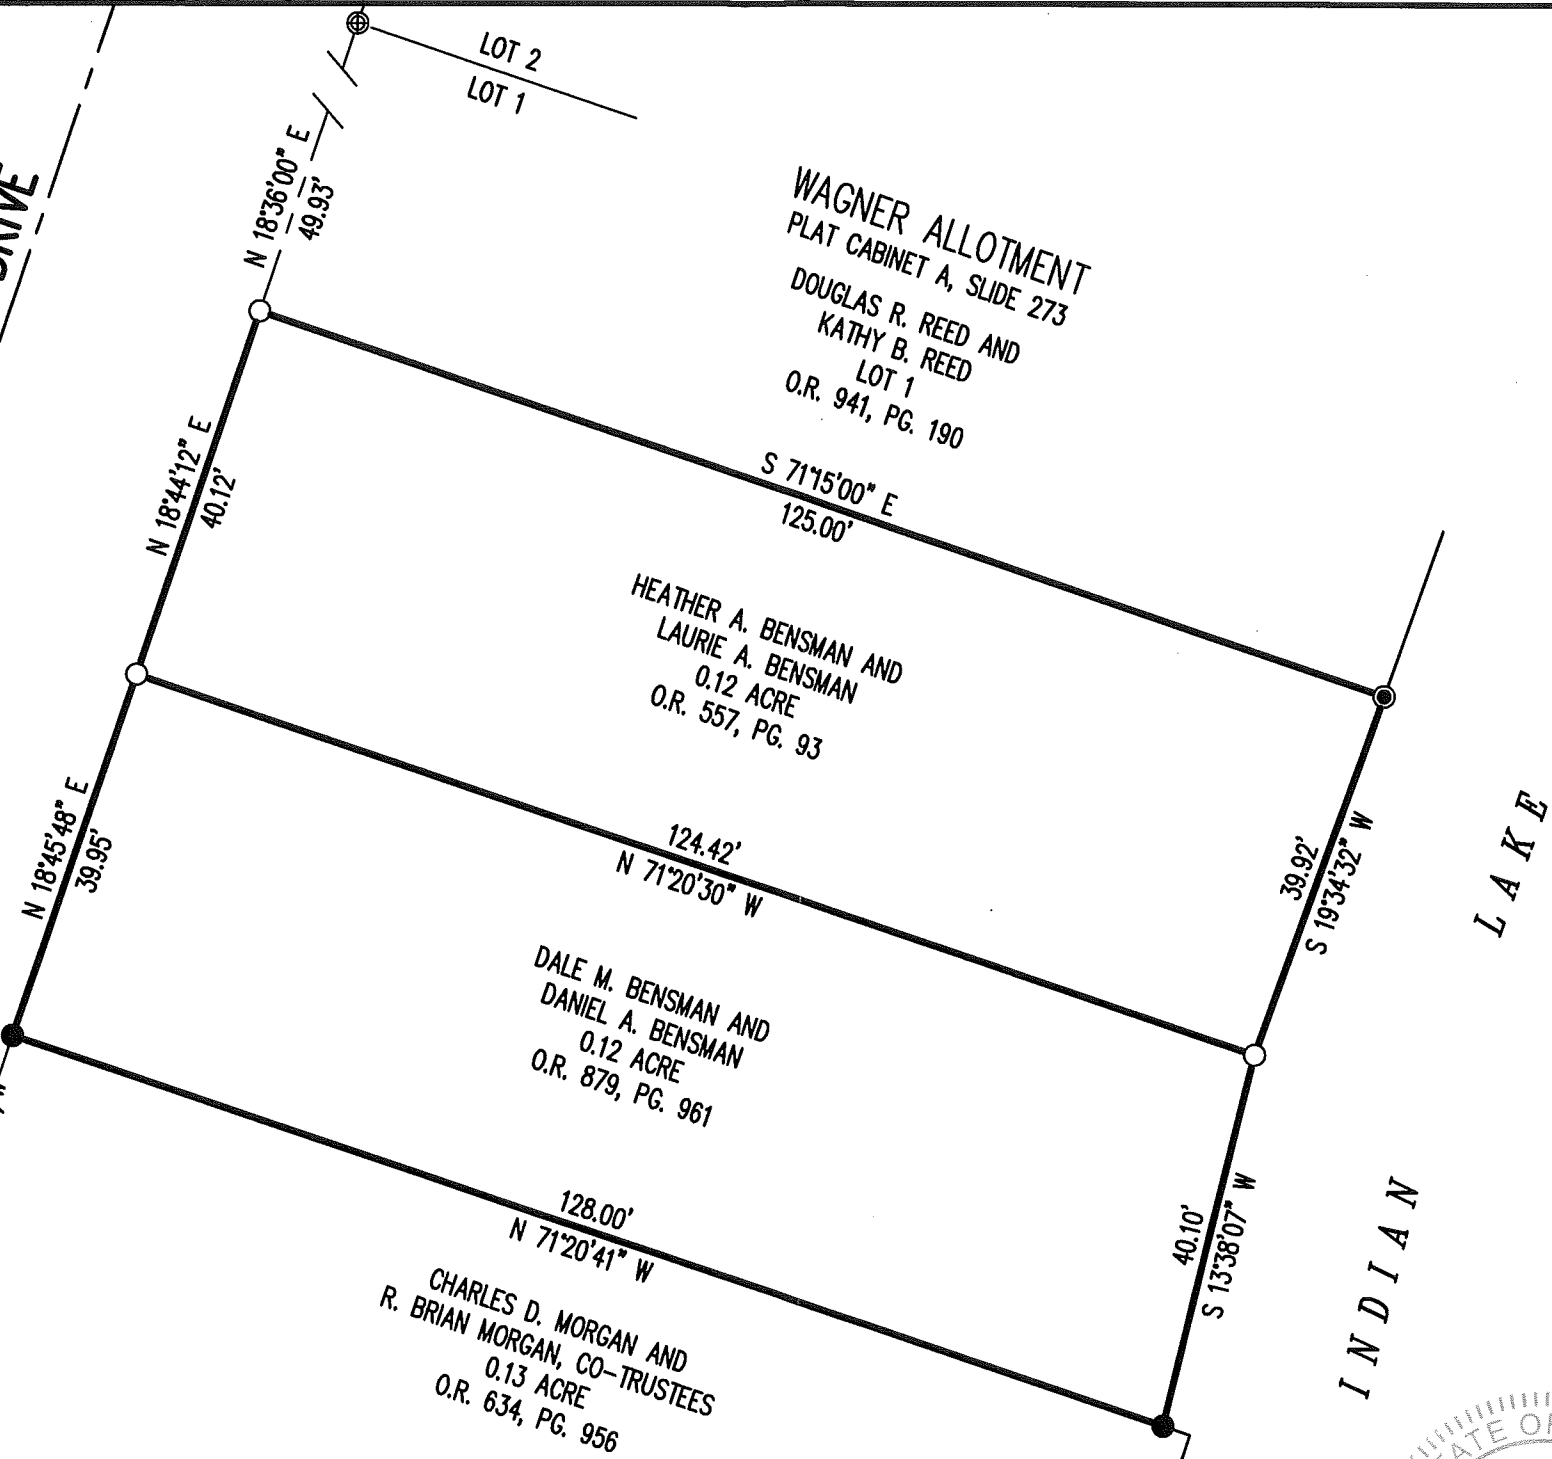 LOT 2
LOT 1
DRIVE
N 18°36'00" E
49.93'
WAGNER ALLOTMENT
PLAT CABINET A, SLIDE 273
DOUGLAS R. REED AND
KATHY B. REED
LOT 1
O.R. 941, PG. 190
N 18°44'12" E
40.12'
S 71°15'00" E
125.00'
HEATHER A. BENSMAN AND
LAURIE A. BENSMAN
0.12 ACRE
O.R. 557, PG. 93
N 18°45'48" E
39.95'
124.42'
N 71°20'30" W
39.92'
S 19°34'32" W
DALE M. BENSMAN AND
DANIEL A. BENSMAN
0.12 ACRE
O.R. 879, PG. 961
128.00'
N 71°20'41" W
40.10'
S 13°38'07" W
CHARLES D. MORGAN AND
R. BRIAN MORGAN, CO-TRUSTEES
0.13 ACRE
O.R. 634, PG. 956
INDIAN LAKE
ATE OF